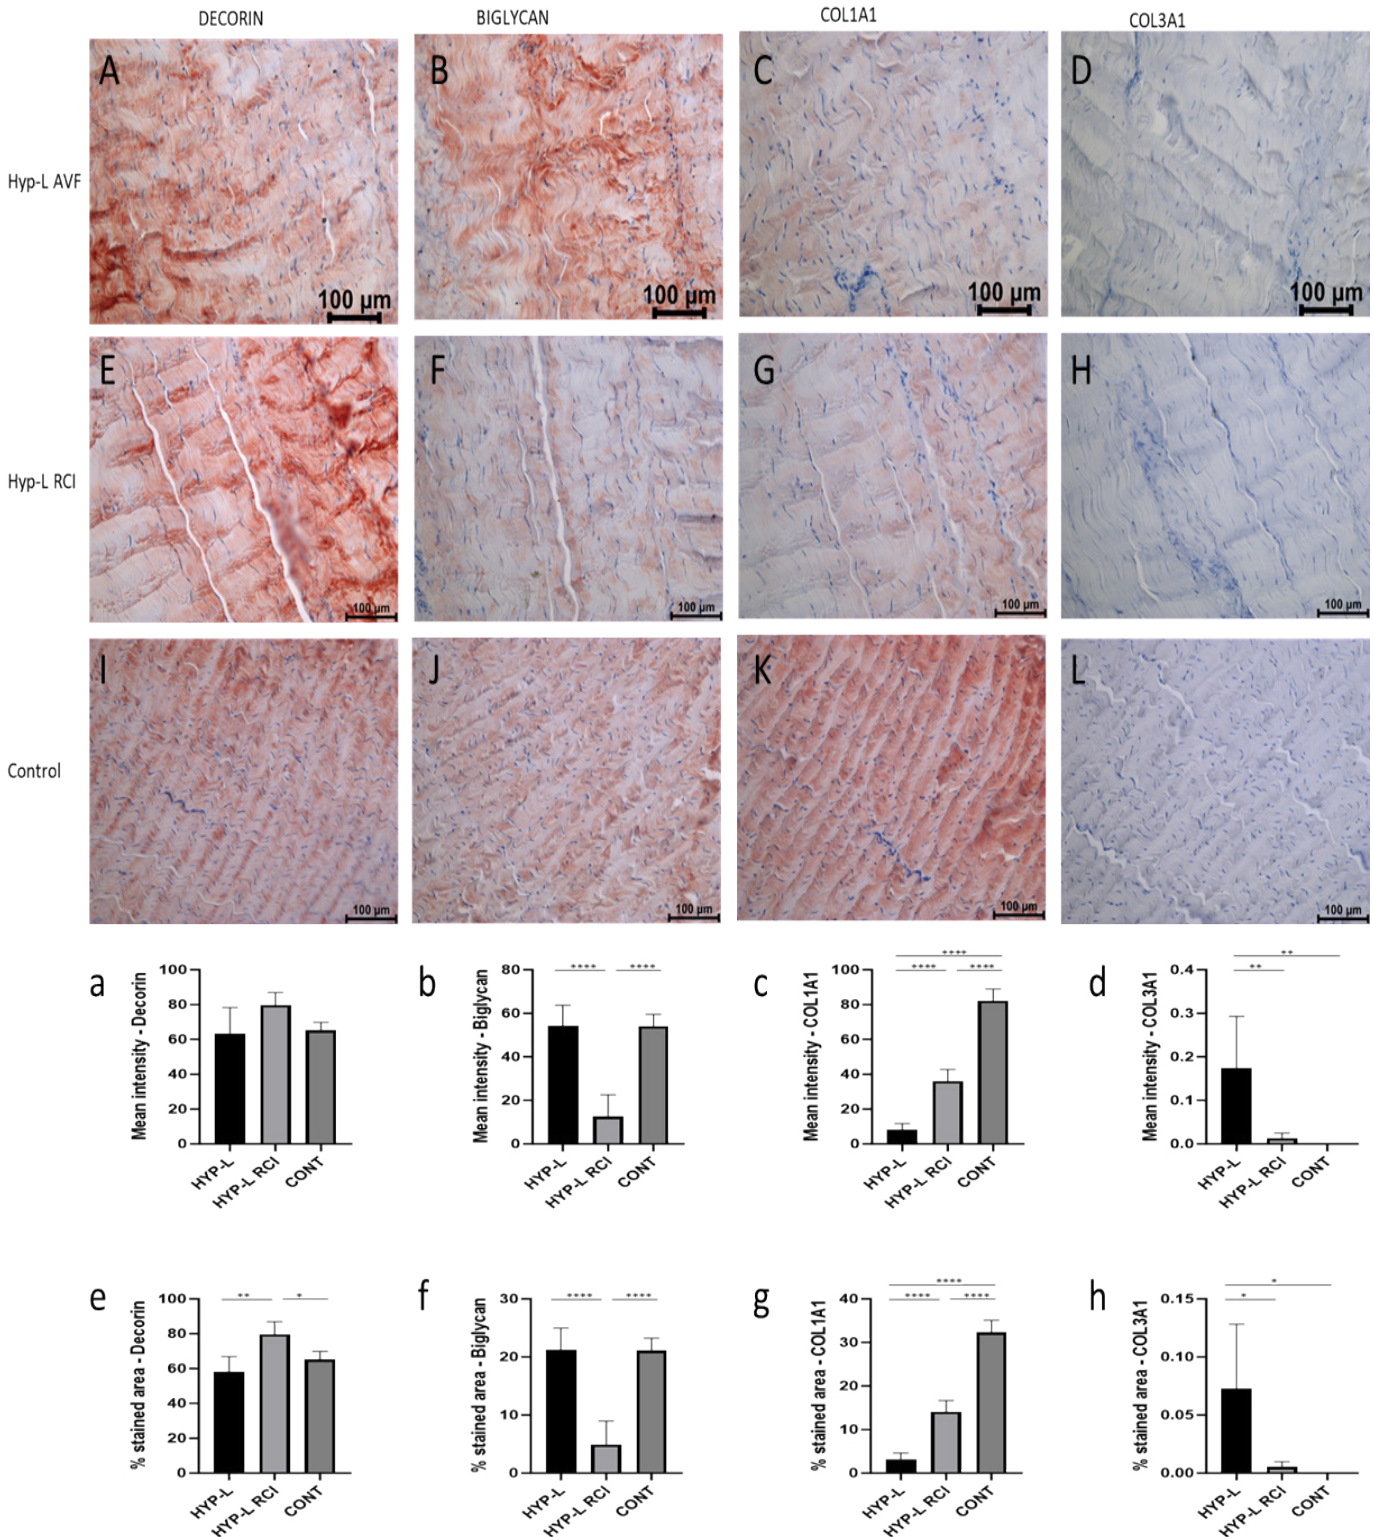 DECORIN BIGLYCAN COL1A1 COL3A1
Hyp-L AVF
A B C D
100 µm 100 µm 100 µm 100 µm
Hyp-L RCI
E F G H
100 µm 100 µm 100 µm 100 µm
Control
I J K L
100 µm 100 µm 100 µm 100 µm
a
Mean intensity - Decorin
100
80
60
40
20
0
HYP-L HYP-L RCI CONT
b
Mean intensity - Biglycan
**** ****
80
60
40
20
0
HYP-L HYP-L RCI CONT
c
Mean intensity - COL1A1
****
**** ****
100
80
60
40
20
0
HYP-L HYP-L RCI CONT
d
Mean intensity - COL3A1
**
**
0.4
0.3
0.2
0.1
0.0
HYP-L HYP-L RCI CONT
e
% stained area - Decorin
** *
100
80
60
40
20
0
HYP-L HYP-L RCI CONT
f
% stained area - Biglycan
**** ****
30
20
10
0
HYP-L HYP-L RCI CONT
g
% stained area - COL1A1
****
**** ****
40
30
20
10
0
HYP-L HYP-L RCI CONT
h
% stained area - COL3A1
*
*
0.15
0.10
0.05
0.00
HYP-L HYP-L RCI CONT